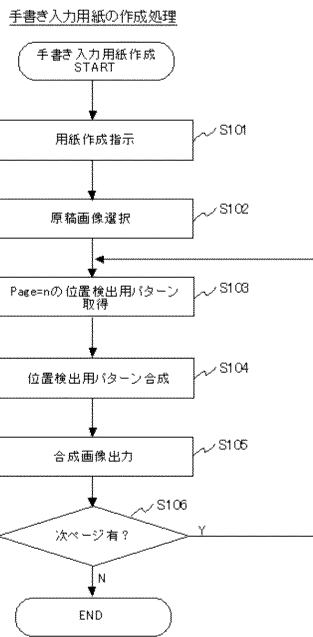 手書き入力用紙の作成処理
手書き入力用紙作成
START
用紙作成指示
S101
原稿画像選択
S102
Page=nの位置検出用パターン
取得
S103
位置検出用パターン合成
S104
合成画像出力
S105
次ページ有？
S106
Y
N
END